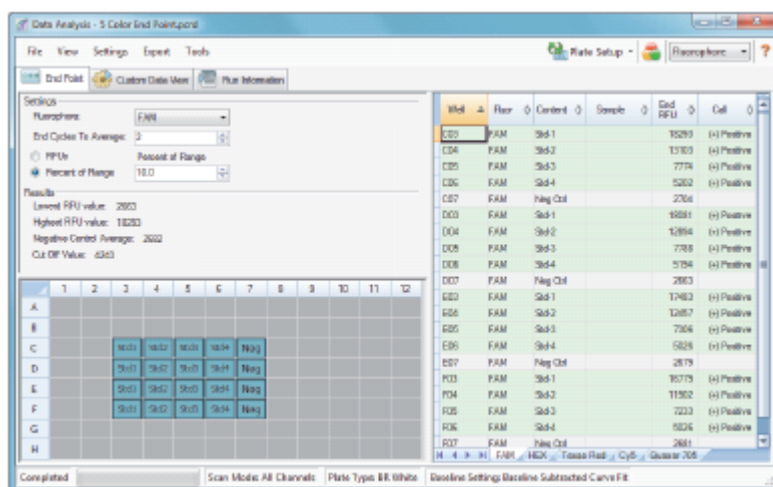 Data Analysis - 5 Color End Point.pcrd
File View Settings Export Tools
Plate Setup
Fluorophore
?
End Point Custom Data View Run Information
Settings
Fluorophore: FAM
End Cycles To Average: 2
RFUs Percent of Range
Percent of Range 10.0
Results
Lowest RFU value: 2663
Highest RFU value: 18293
Negative Control Average: 2682
Cut Off Value: 4243
1 2 3 4 5 6 7 8 9 10 11 12
A
B
C Std1 Std2 Std3 Std4 Neg
D Std1 Std2 Std3 Std4 Neg
E Std1 Std2 Std3 Std4 Neg
F Std1 Std2 Std3 Std4 Neg
G
H
Well Fluor Content Sample End RFU Call
C03 FAM Std-1 18293 (+) Positive
C04 FAM Std-2 13103 (+) Positive
C05 FAM Std-3 7774 (+) Positive
C06 FAM Std-4 5202 (+) Positive
C07 FAM Neg Ctrl 2704
D03 FAM Std-1 18081 (+) Positive
D04 FAM Std-2 12894 (+) Positive
D05 FAM Std-3 7788 (+) Positive
D06 FAM Std-4 5194 (+) Positive
D07 FAM Neg Ctrl 2663
E03 FAM Std-1 17403 (+) Positive
E04 FAM Std-2 12457 (+) Positive
E05 FAM Std-3 7306 (+) Positive
E06 FAM Std-4 5028 (+) Positive
E07 FAM Neg Ctrl 2679
F03 FAM Std-1 16779 (+) Positive
F04 FAM Std-2 11902 (+) Positive
F05 FAM Std-3 7233 (+) Positive
F06 FAM Std-4 5026 (+) Positive
F07 FAM Neg Ctrl 2681
FAM HEX Texas Red Cy5 Quasar 705
Completed Scan Mode: All Channels Plate Type: BR White Baseline Setting: Baseline Subtracted Curve Fit